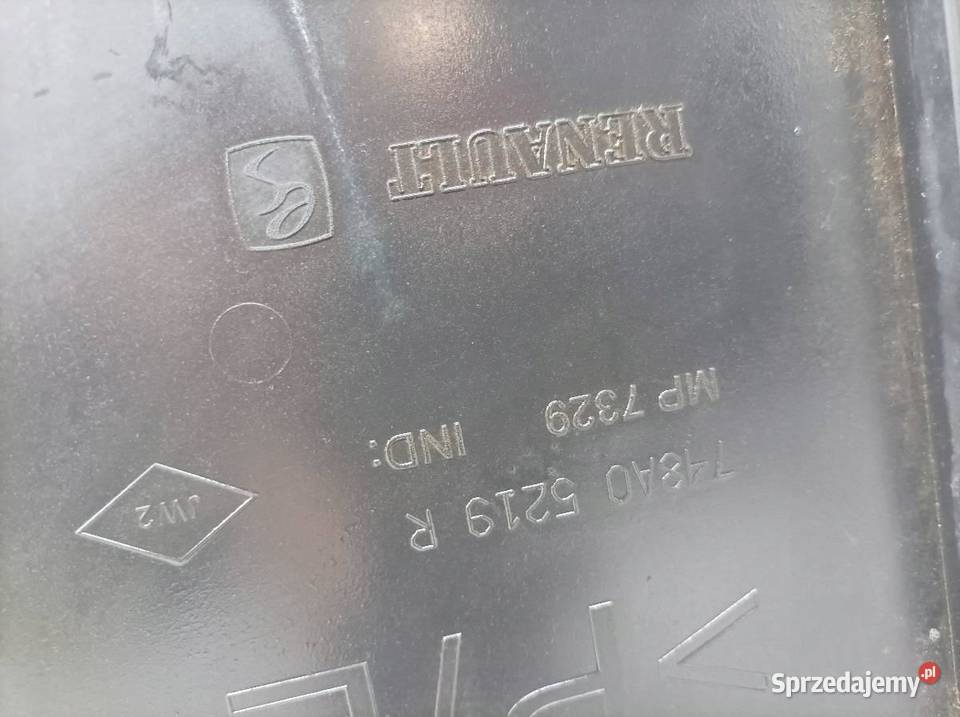 748A0 5219 R
MP 7329 IND:
JW2
RENAULT
Sprzedajemy.pl